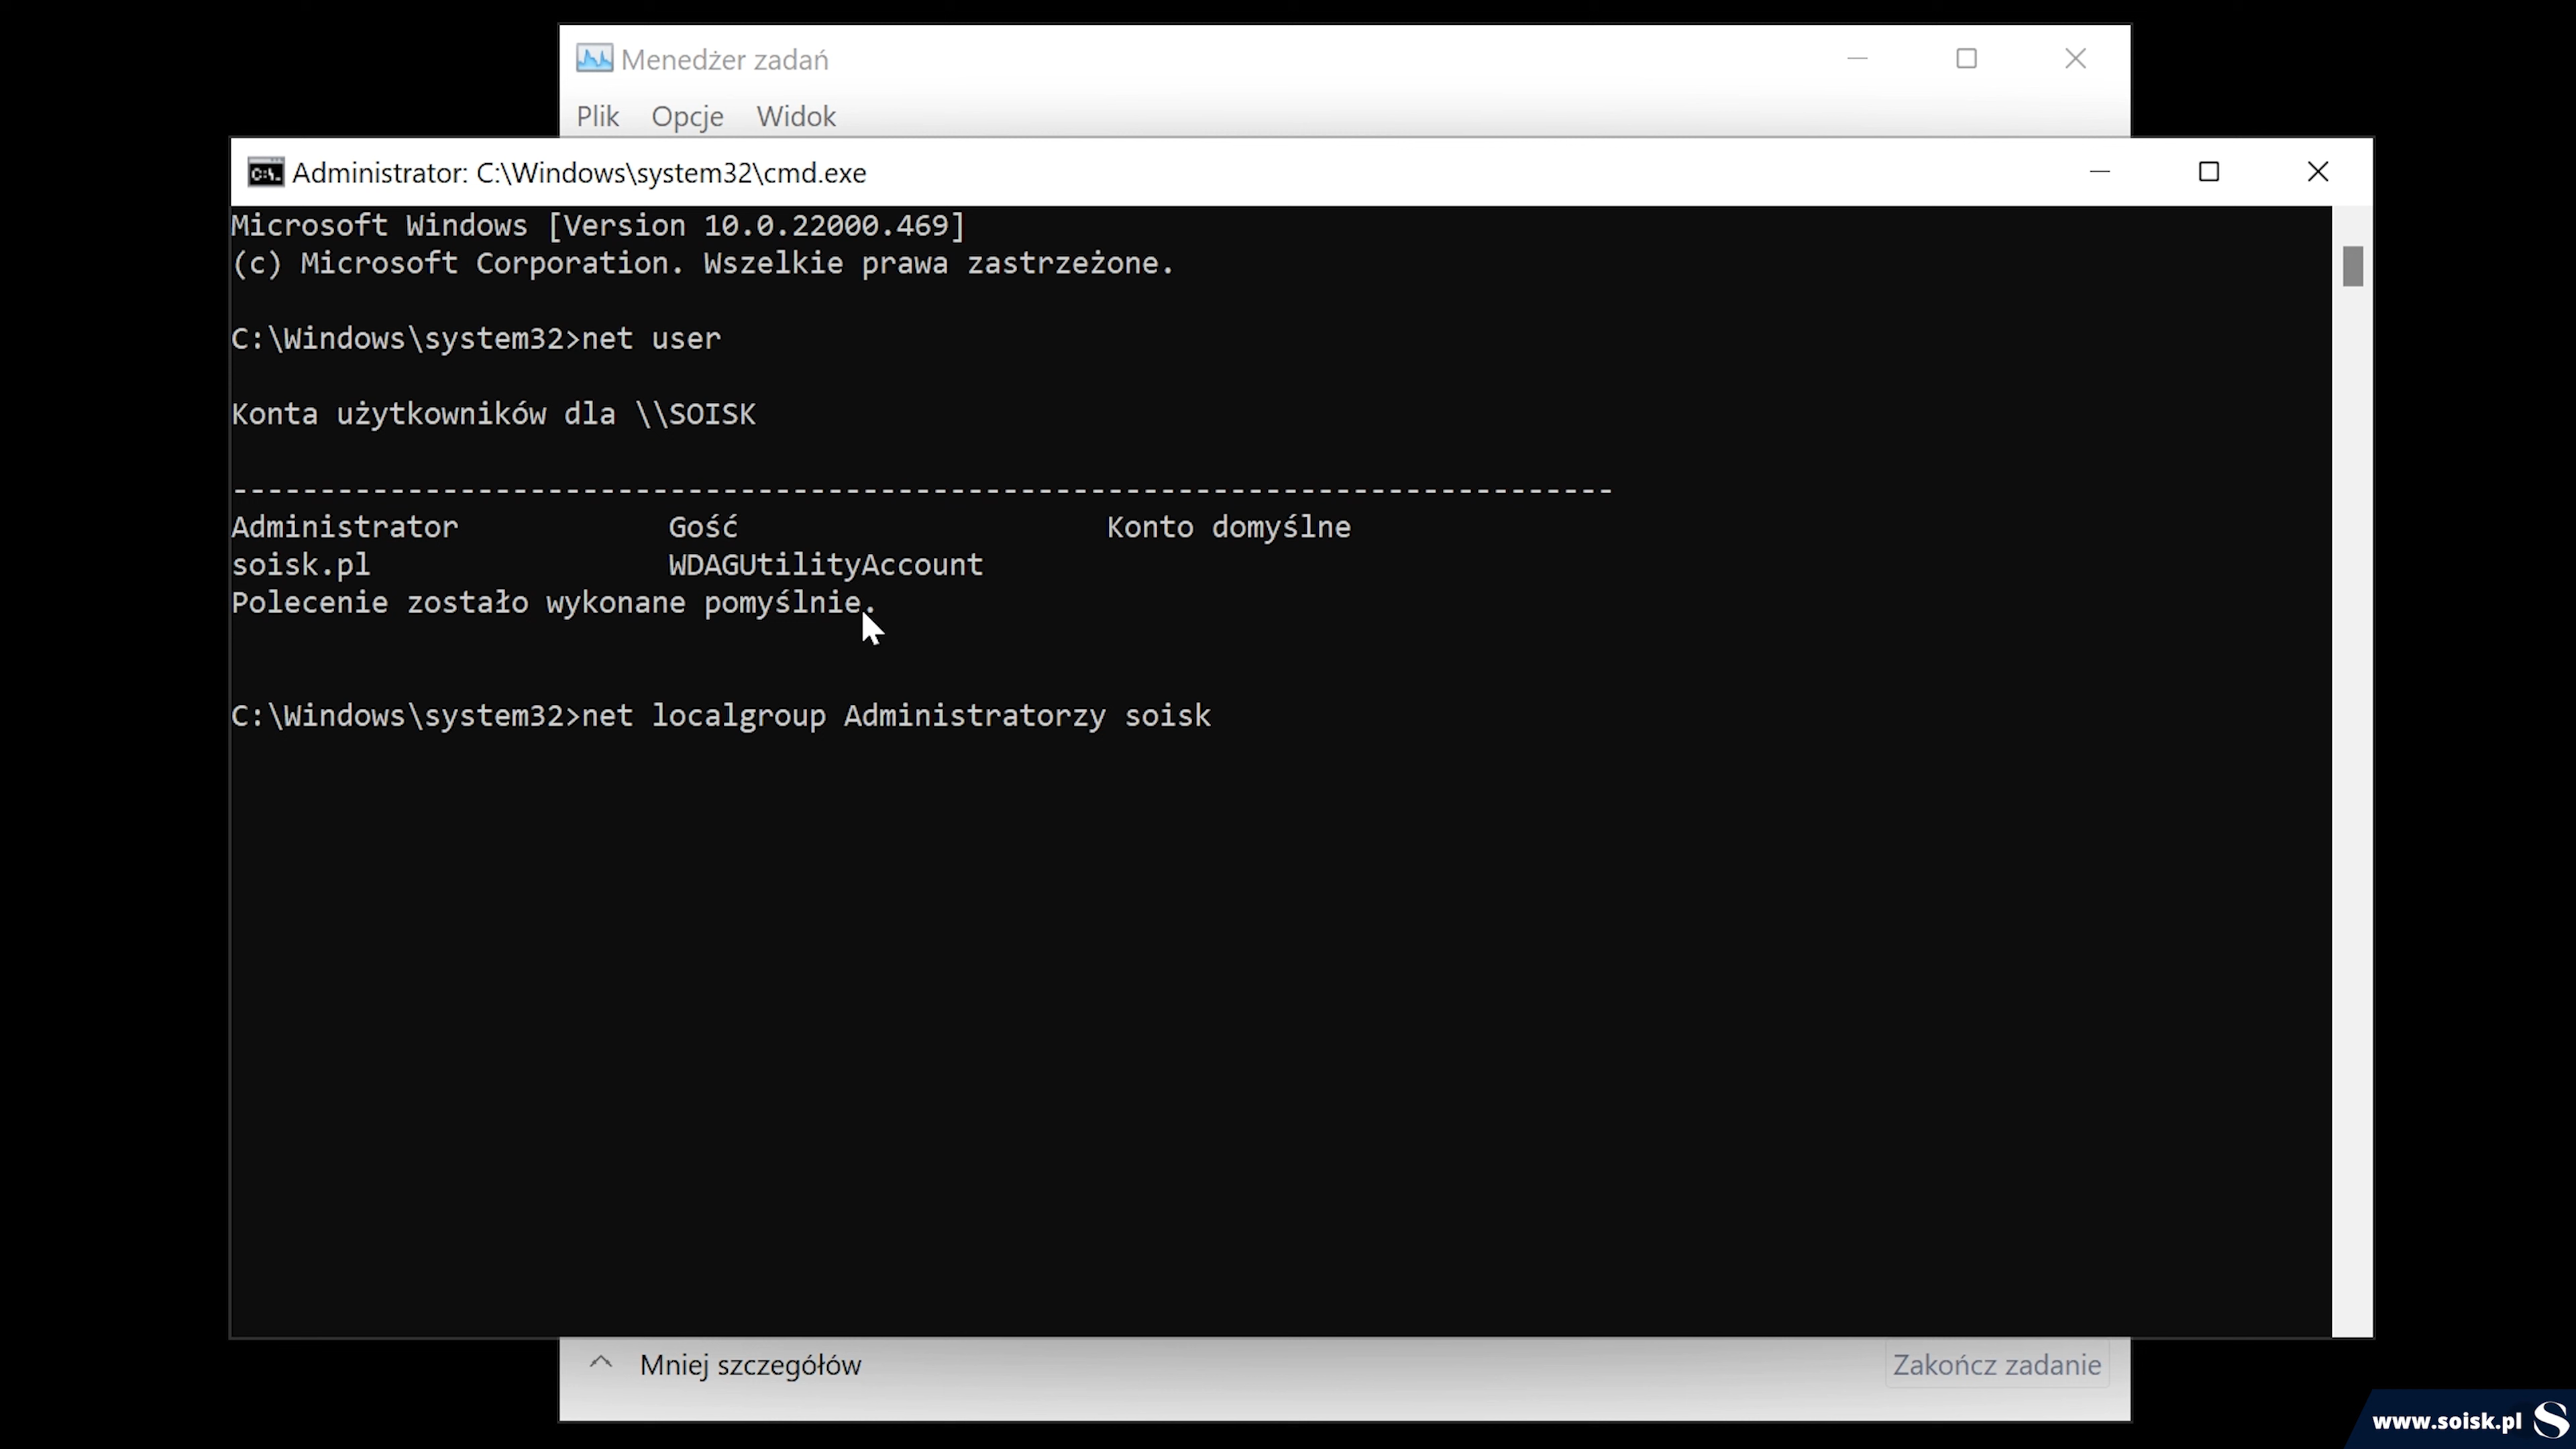 Menedżer zadań
Plik Opcje Widok
Administrator: C:\Windows\system32\cmd.exe
Microsoft Windows [Version 10.0.22000.469]
(c) Microsoft Corporation. Wszelkie prawa zastrzeżone.
C:\Windows\system32>net user
Konta użytkowników dla \\SOISK
-------------------------------------------------------------------------------
Administrator Gość Konto domyślne
soisk.pl WDAGUtilityAccount
Polecenie zostało wykonane pomyślnie.
C:\Windows\system32>net localgroup Administratorzy soisk
Mniej szczegółów
Zakończ zadanie
www.soisk.pl